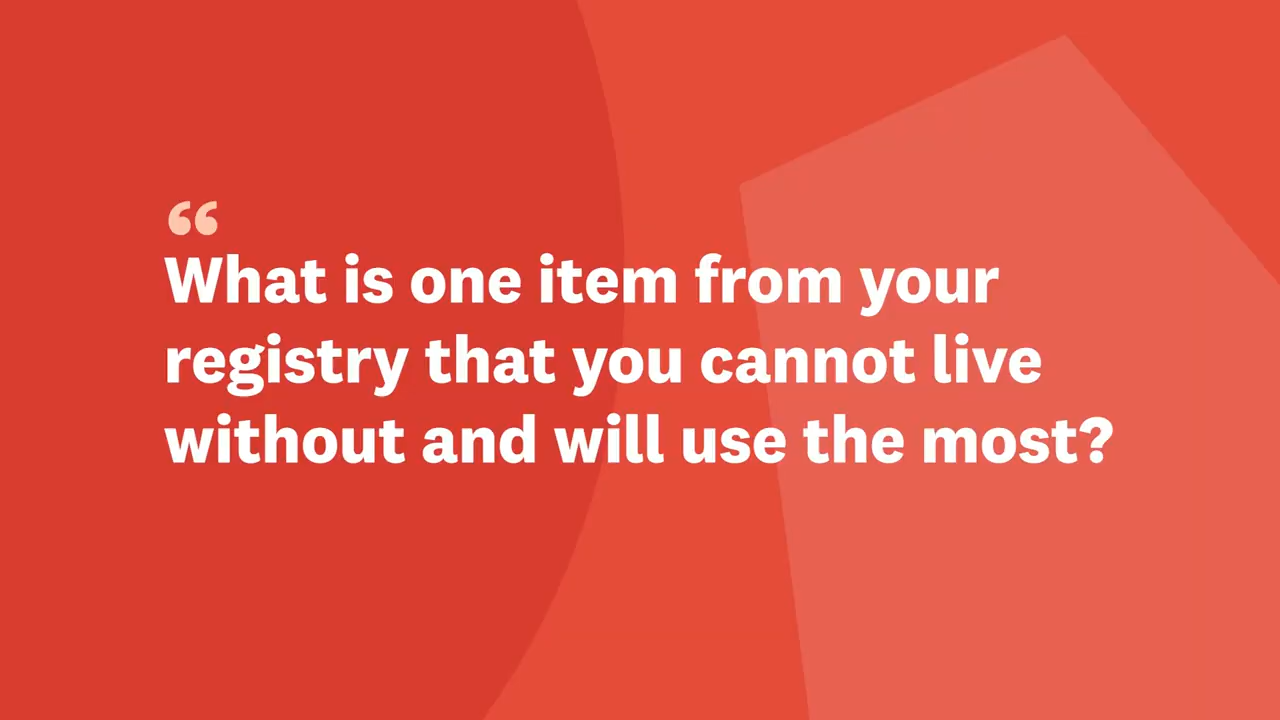 “
What is one item from your
registry that you cannot live
without and will use the most?